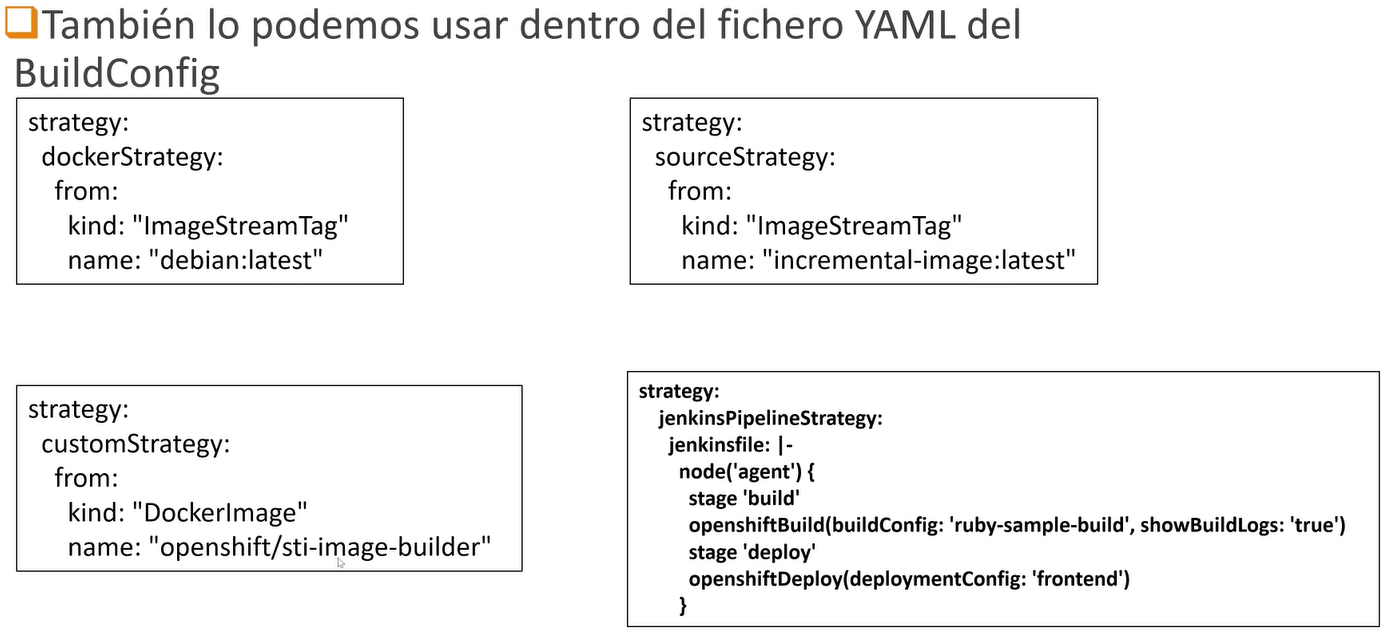 También lo podemos usar dentro del fichero YAML del
BuildConfig
strategy:
dockerStrategy:
from:
kind: "ImageStreamTag"
name: "debian:latest"
strategy:
sourceStrategy:
from:
kind: "ImageStreamTag"
name: "incremental-image:latest"
strategy:
customStrategy:
from:
kind: "DockerImage"
name: "openshift/sti-image-builder"
strategy:
jenkinsPipelineStrategy:
jenkinsfile: |-
node('agent') {
stage 'build'
openshiftBuild(buildConfig: 'ruby-sample-build', showBuildLogs: 'true')
stage 'deploy'
openshiftDeploy(deploymentConfig: 'frontend')
}